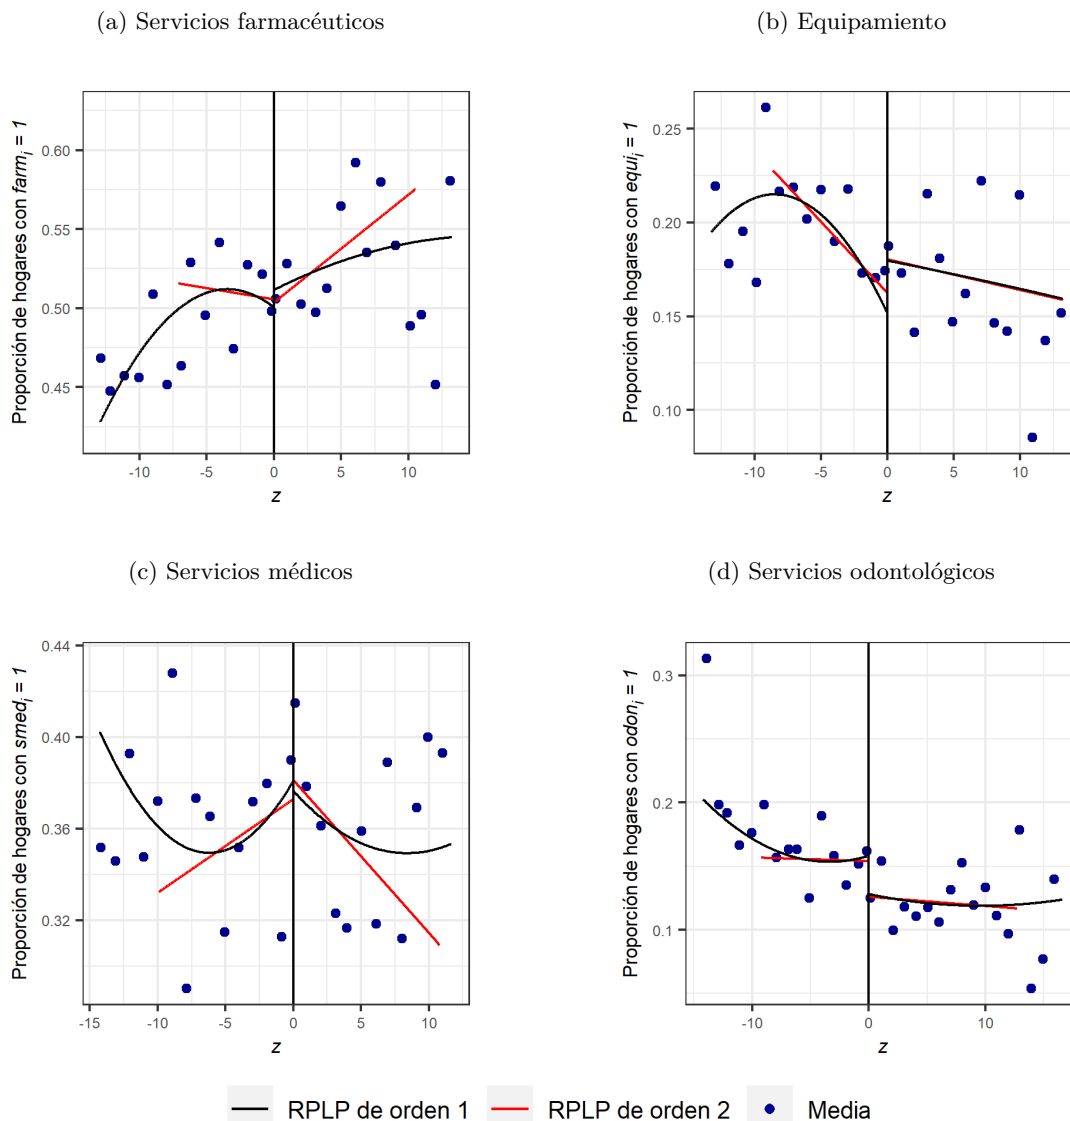 (a) Servicios farmacéuticos
Proporción de hogares con farm_i = 1
0.60
0.55
0.50
0.45
-10
-5
0
5
10
z
(b) Equipamiento
Proporción de hogares con equi_i = 1
0.25
0.20
0.15
0.10
-10
-5
0
5
10
z
(c) Servicios médicos
Proporción de hogares con smed_i = 1
0.44
0.40
0.36
0.32
-15
-10
-5
0
5
10
z
(d) Servicios odontológicos
Proporción de hogares con odon_i = 1
0.3
0.2
0.1
-10
0
10
z
RPLP de orden 1
RPLP de orden 2
Media